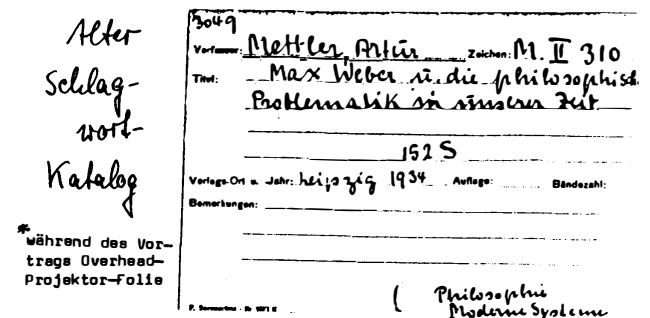 Alter
Schlag-
wort-
Katalog
*
während des Vor-
trags Overhead-
Projektor-Folie
3049
Verfasser: Mettler, Artur Zeichen: M. II 310
Titel: Max Weber u. die philosophisch
Problematik in unserer Zeit
152 S
Verlags-Ort u. Jahr: Leipzig 1934 Auflage: Bändezahl:
Bemerkungen:
( Philosophie
Moderne Systeme